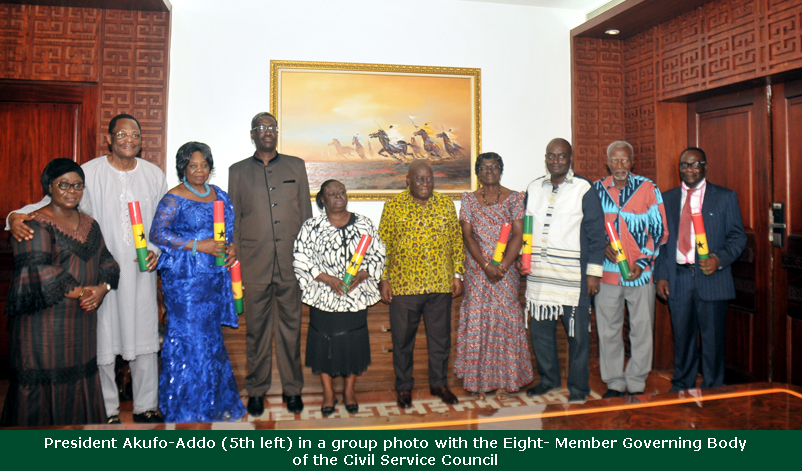 President Akufo-Addo (5th left) in a group photo with the Eight- Member Governing Body
of the Civil Service Council